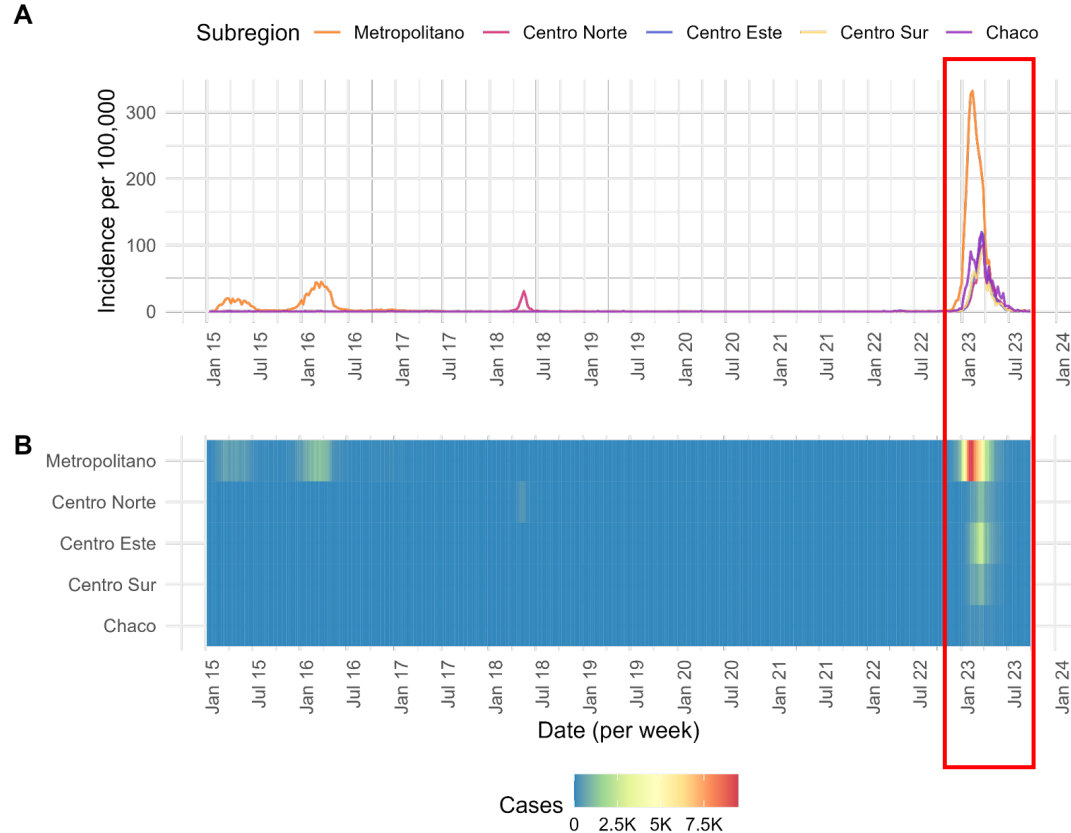 A
Subregion Metropolitano Centro Norte Centro Este Centro Sur Chaco
Incidence per 100,000
300
200
100
0
Jan 15 Jul 15 Jan 16 Jul 16 Jan 17 Jul 17 Jan 18 Jul 18 Jan 19 Jul 19 Jan 20 Jul 20 Jan 21 Jul 21 Jan 22 Jul 22 Jan 23 Jul 23 Jan 24
B
Metropolitano
Centro Norte
Centro Este
Centro Sur
Chaco
Jan 15 Jul 15 Jan 16 Jul 16 Jan 17 Jul 17 Jan 18 Jul 18 Jan 19 Jul 19 Jan 20 Jul 20 Jan 21 Jul 21 Jan 22 Jul 22 Jan 23 Jul 23 Jan 24
Date (per week)
Cases
0 2.5K 5K 7.5K